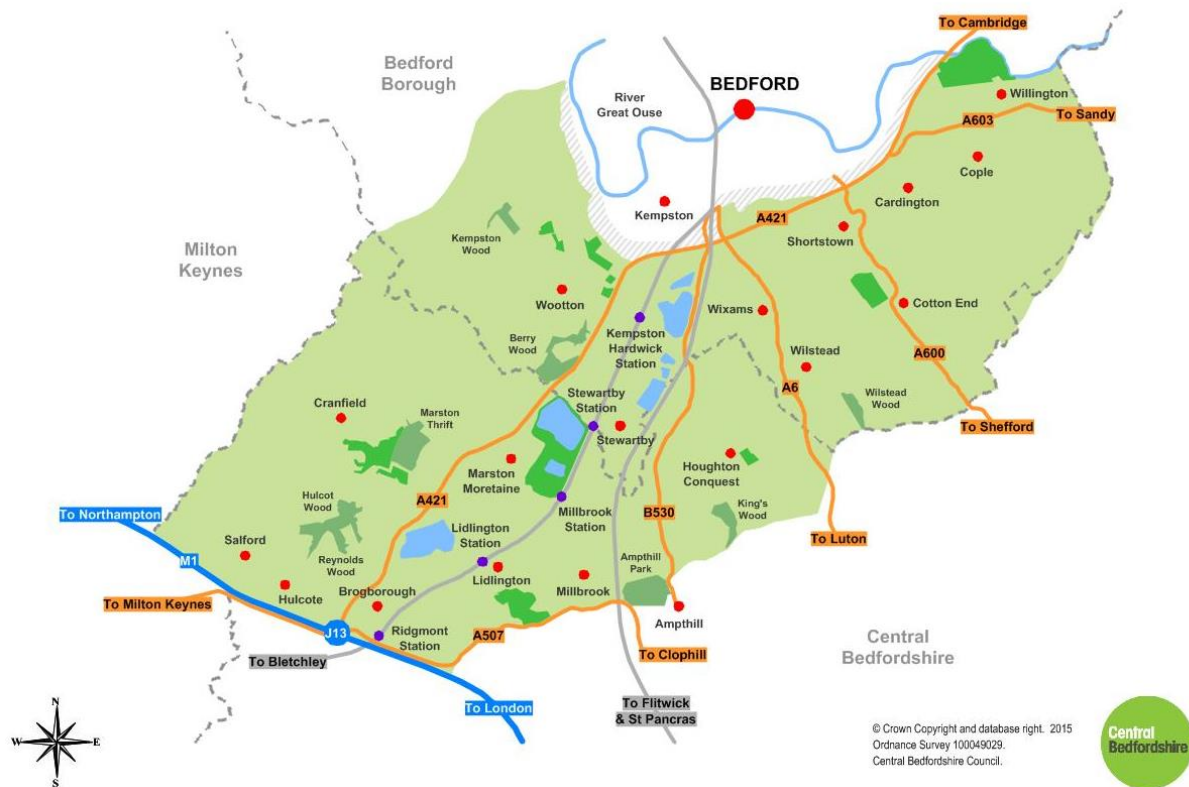 To Cambridge
Bedford
Borough
BEDFORD
River
Great Ouse
Willington
To Sandy
A603
Cople
Cardington
Kempston
A421
Shortstown
Kempston
Wood
Milton
Keynes
Wootton
Cotton End
Wixams
Kempston
Hardwick
Station
Berry
Wood
Wilstead
A600
A6
Stewartby
Station
Wilstead
Wood
Cranfield
Marston
Thrift
To Shefford
Stewartby
Houghton
Conquest
Marston
Moretaine
A421
Hulcot
Wood
Millbrook
Station
B530
King's
Wood
To Northampton
Lidlington
Station
To Luton
Salford
M1
Reynolds
Wood
Ampthill
Park
Lidlington
Millbrook
Hulcote
Brogborough
To Milton Keynes
Ampthill
J13
Ridgmont
Station
A507
Central
Bedfordshire
To Clophill
To Bletchley
To London
To Flitwick
& St Pancras
N
W
E
S
© Crown Copyright and database right. 2015
Ordnance Survey 100049029.
Central Bedfordshire Council.
Central
Bedfordshire